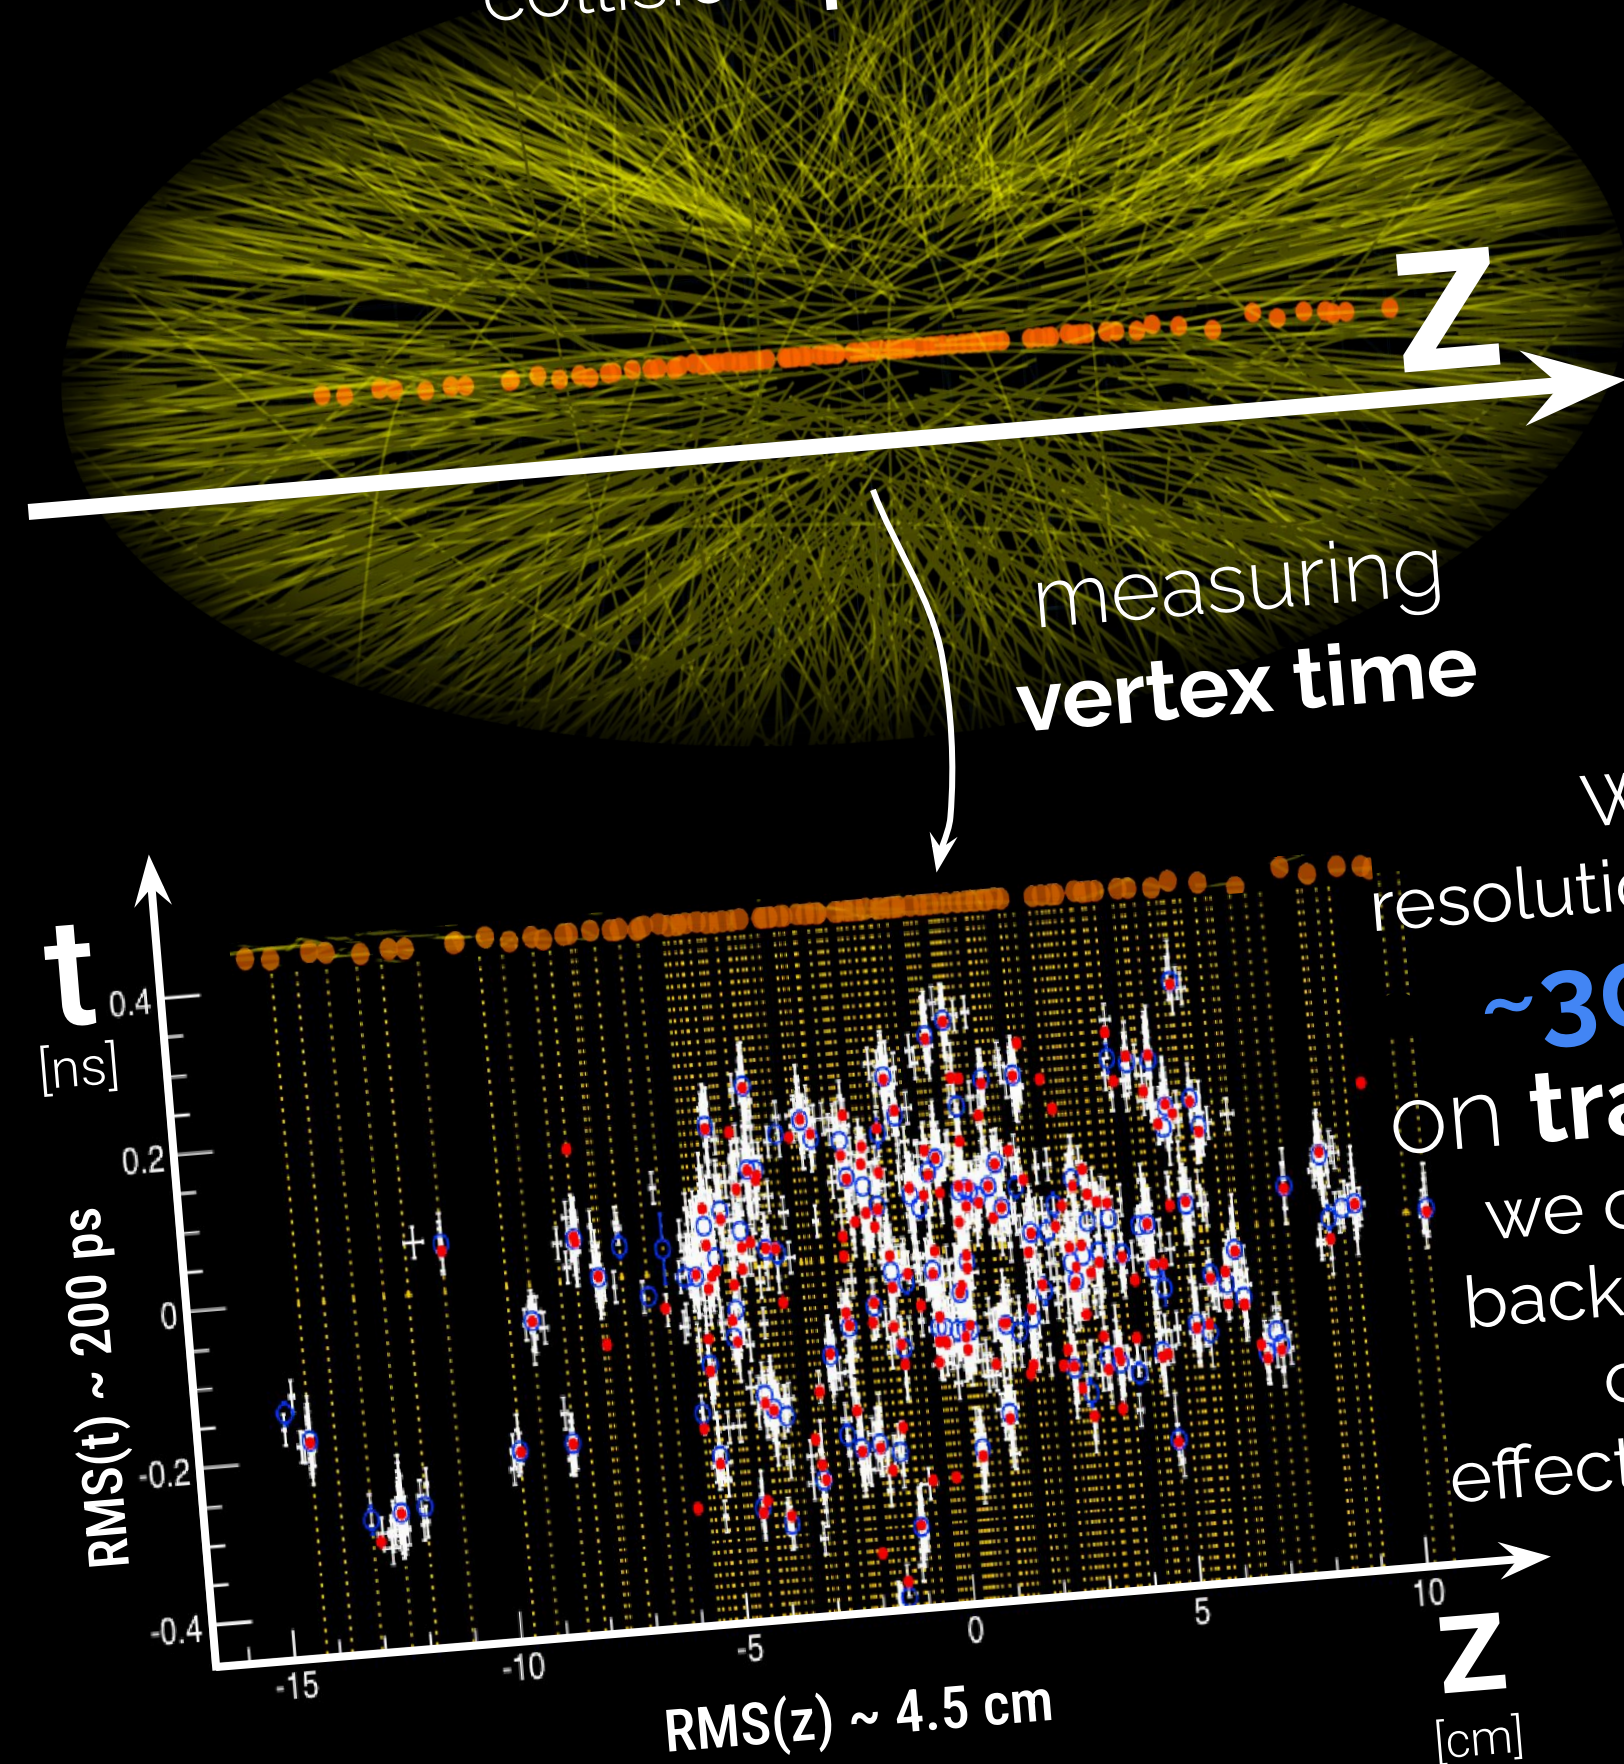 z
measuring
vertex time
resolutio
~30
t
[ns]
on tra
we c
back
effect
0.4
0.2
0
-0.2
-0.4
RMS(t) ~ 200 ps
-15
-10
-5
0
5
10
RMS(z) ~ 4.5 cm
z
[cm]